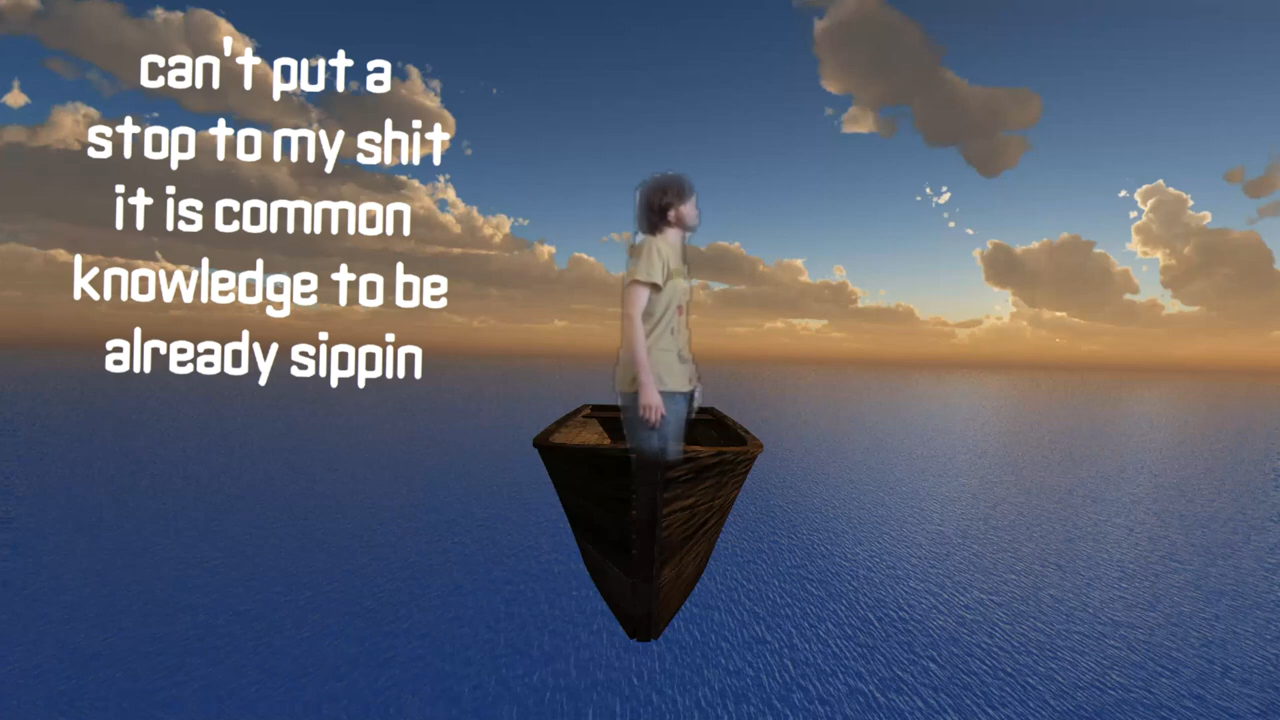 can't put a
stop to my shit
it is common
knowledge to be
already sippin